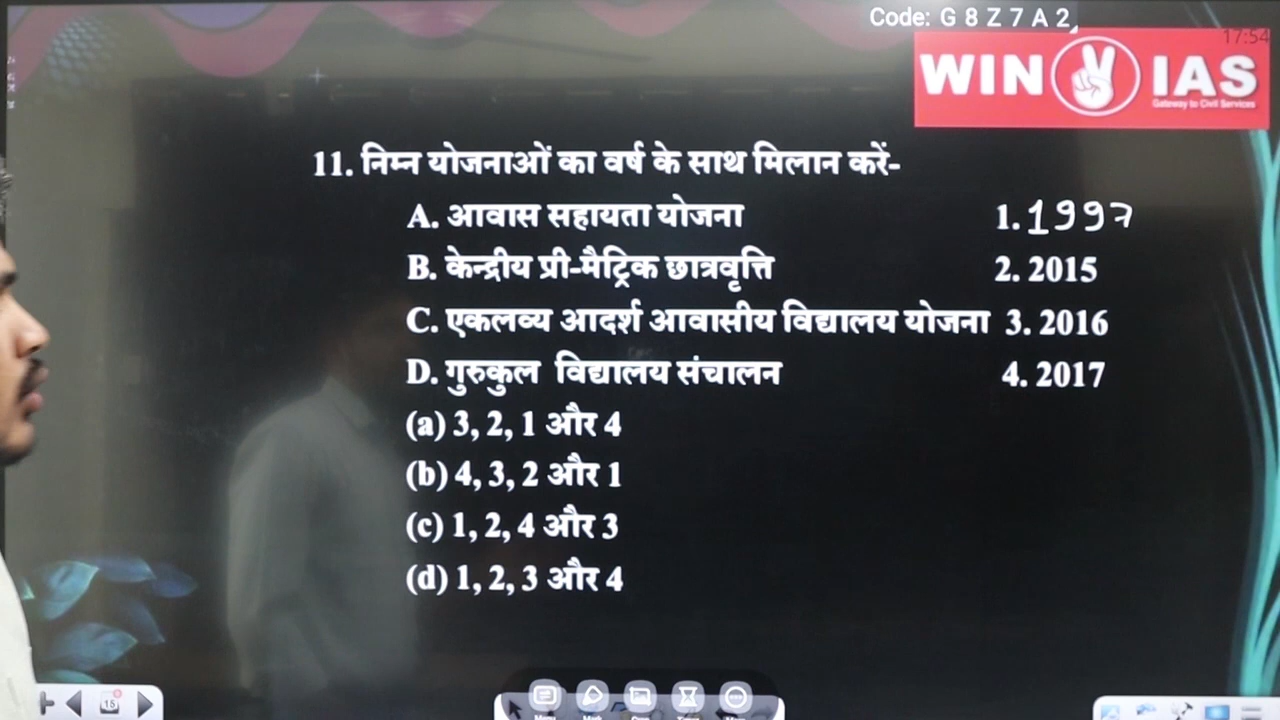 Code: G 8 Z 7 A 2
17:54
WIN IAS
Gateway to Civil Services
11. निम्न योजनाओं का वर्ष के साथ मिलान करें-
A. आवास सहायता योजना 1. 1997
B. केन्द्रीय प्री-मैट्रिक छात्रवृत्ति 2. 2015
C. एकलव्य आदर्श आवासीय विद्यालय योजना 3. 2016
D. गुरुकुल विद्यालय संचालन 4. 2017
(a) 3, 2, 1 और 4
(b) 4, 3, 2 और 1
(c) 1, 2, 4 और 3
(d) 1, 2, 3 और 4
15